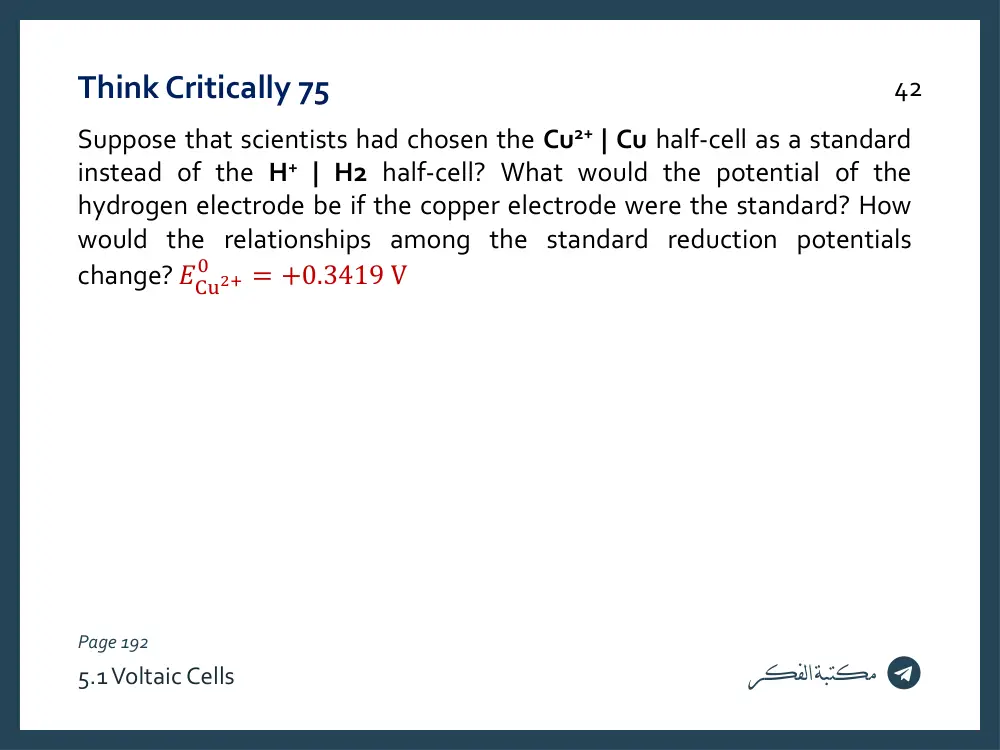 Think Critically 75
42
Suppose that scientists had chosen the Cu²⁺ | Cu half-cell as a standard
instead of the H⁺ | H2 half-cell? What would the potential of the
hydrogen electrode be if the copper electrode were the standard? How
would the relationships among the standard reduction potentials
change? E⁰_Cu²⁺ = +0.3419 V
Page 192
5.1 Voltaic Cells
مكتبة الفكر